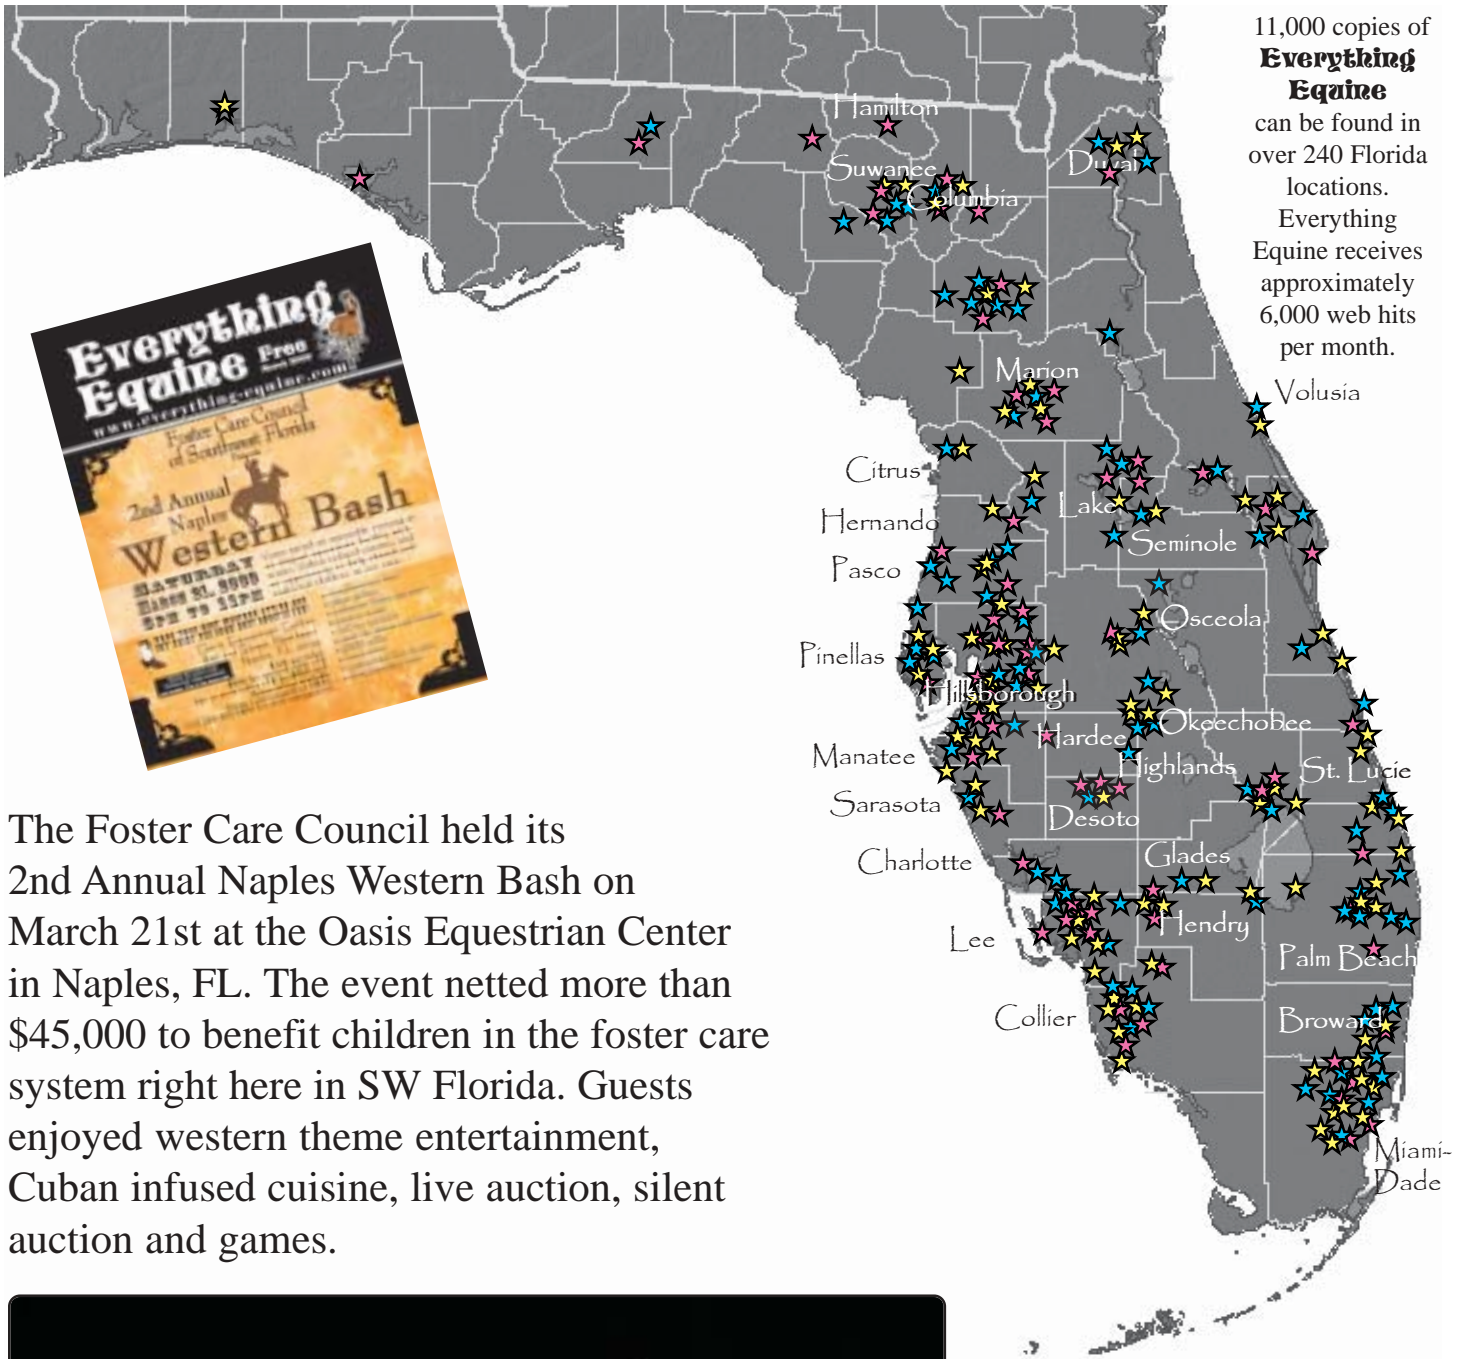 11,000 copies of
Everything
Equine
can be found in
over 240 Florida
locations.
Everything
Equine receives
approximately
6,000 web hits
per month.
Hamilton
Suwanee
Columbia
Duval
Marion
Volusia
Citrus
Lake
Hernando
Seminole
Pasco
Osceola
Pinellas
Hillsborough
Okeechobee
Hardee
Manatee
Highlands
St. Lucie
Sarasota
Desoto
Charlotte
Glades
Hendry
Lee
Palm Beach
Collier
Broward
Miami-
Dade
Everything
Equine Free
www.everything-equine.com
Foster Care Council
of Southwest Florida
2nd Annual
Naples
Western Bash
SATURDAY
MARCH 21, 2009
The Foster Care Council held its
2nd Annual Naples Western Bash on
March 21st at the Oasis Equestrian Center
in Naples, FL. The event netted more than
$45,000 to benefit children in the foster care
system right here in SW Florida. Guests
enjoyed western theme entertainment,
Cuban infused cuisine, live auction, silent
auction and games.